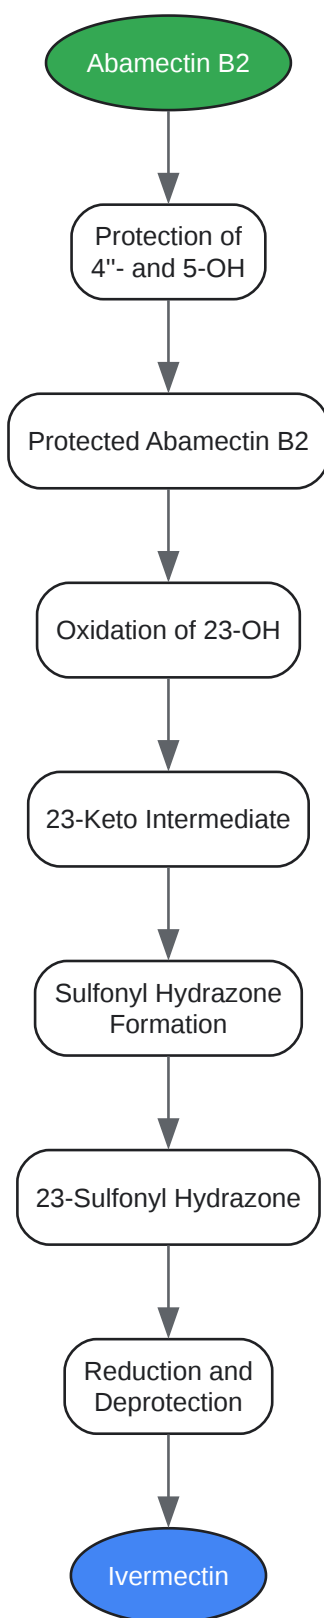 Abamectin B2
Protection of
4"- and 5-OH
Protected Abamectin B2
Oxidation of 23-OH
23-Keto Intermediate
Sulfonyl Hydrazone
Formation
23-Sulfonyl Hydrazone
Reduction and
Deprotection
Ivermectin